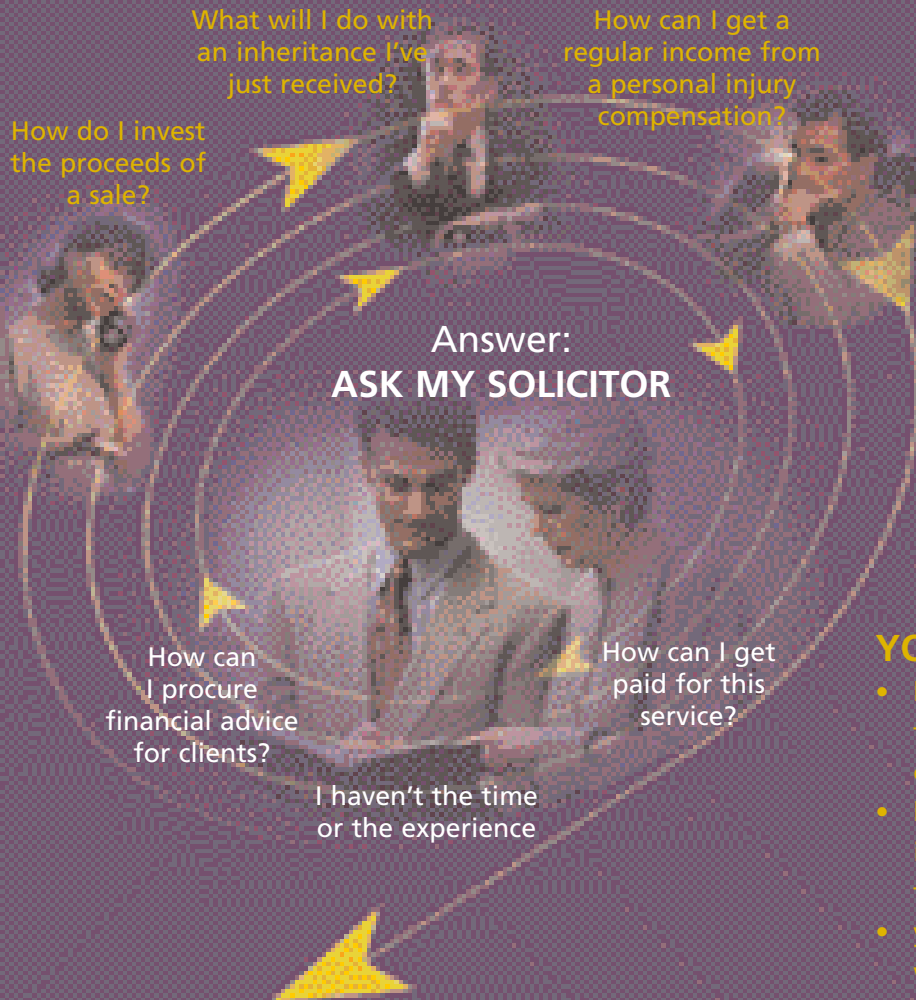 What will I do with
an inheritance I've
just received?
How can I get a
regular income from
a personal injury
compensation?
How do I invest
the proceeds of
a sale?
Answer:
ASK MY SOLICITOR
How can
I procure
financial advice
for clients?
How can I get
paid for this
service?
I haven't the time
or the experience